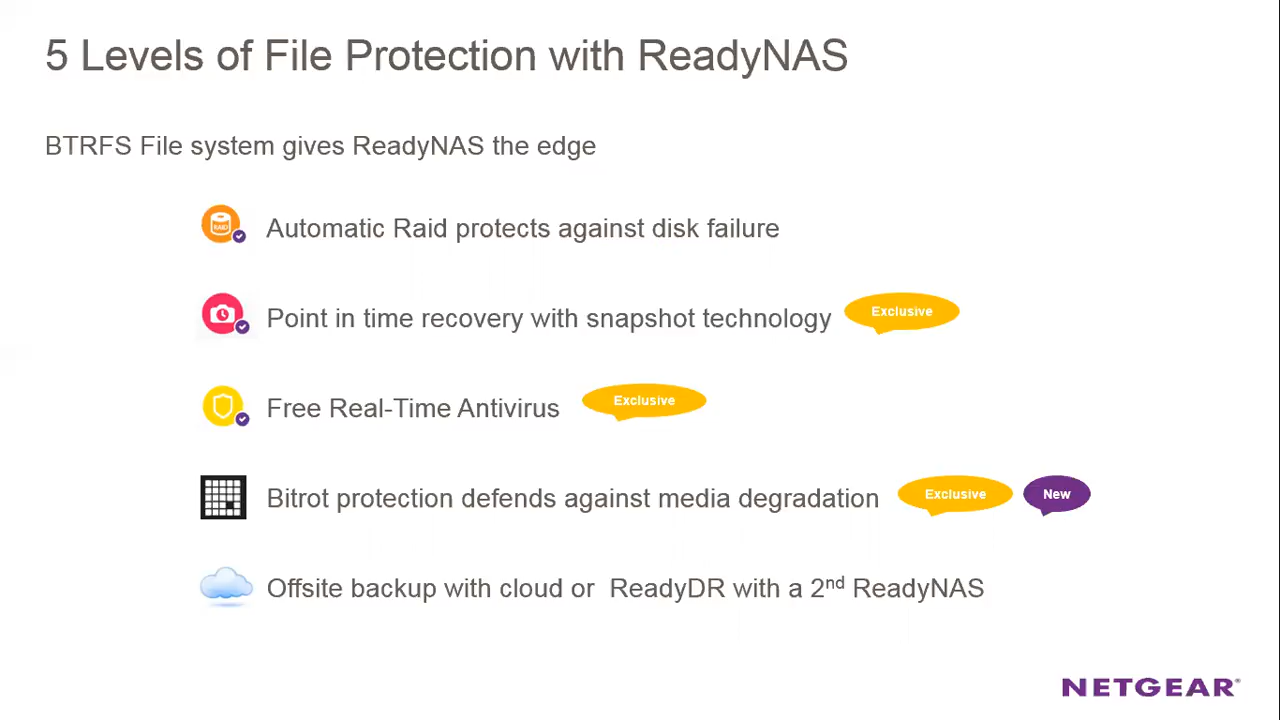 5 Levels of File Protection with ReadyNAS
BTRFS File system gives ReadyNAS the edge
RAID
Automatic Raid protects against disk failure
Point in time recovery with snapshot technology
Exclusive
Free Real-Time Antivirus
Exclusive
Bitrot protection defends against media degradation
Exclusive
New
Offsite backup with cloud or ReadyDR with a 2nd ReadyNAS
NETGEAR®